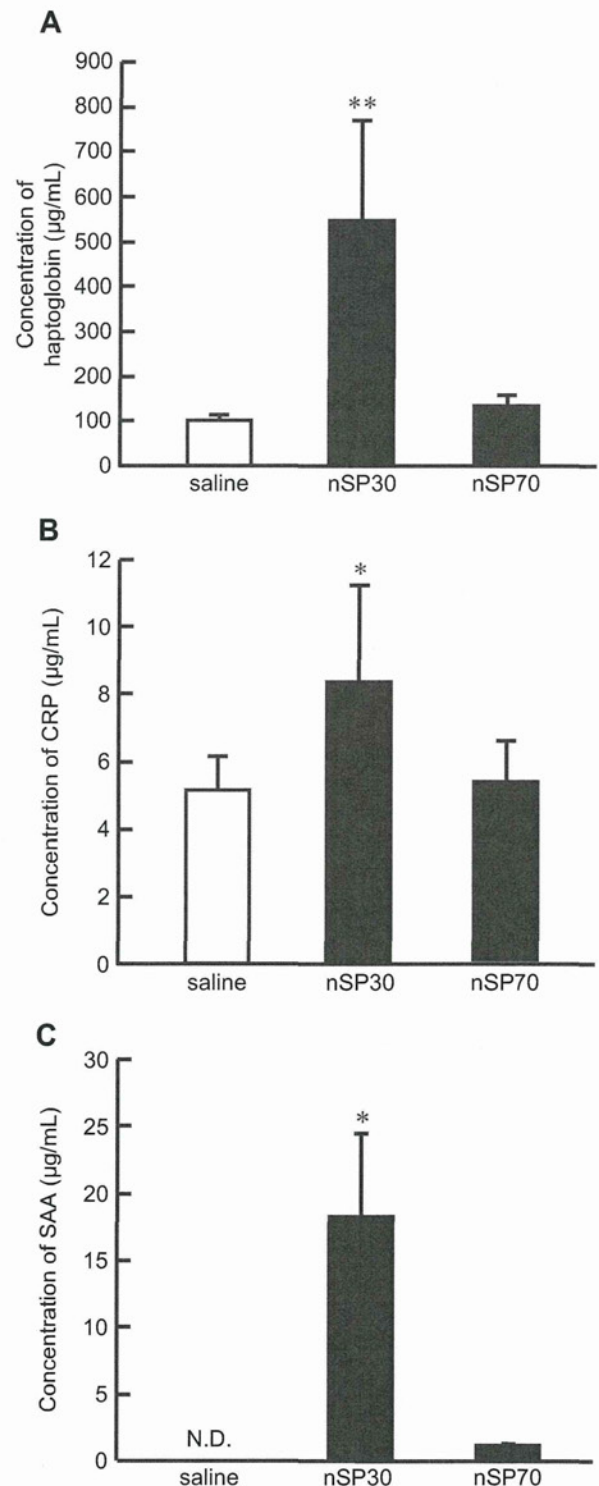 A
Concentration of
haptoglobin (µg/mL)
900
800
700
600
500
400
300
200
100
0
**
saline nSP30 nSP70
B
Concentration of CRP (µg/mL)
12
10
8
6
4
2
0
*
saline nSP30 nSP70
C
Concentration of SAA (µg/mL)
30
25
20
15
10
5
0
*
N.D.
saline nSP30 nSP70